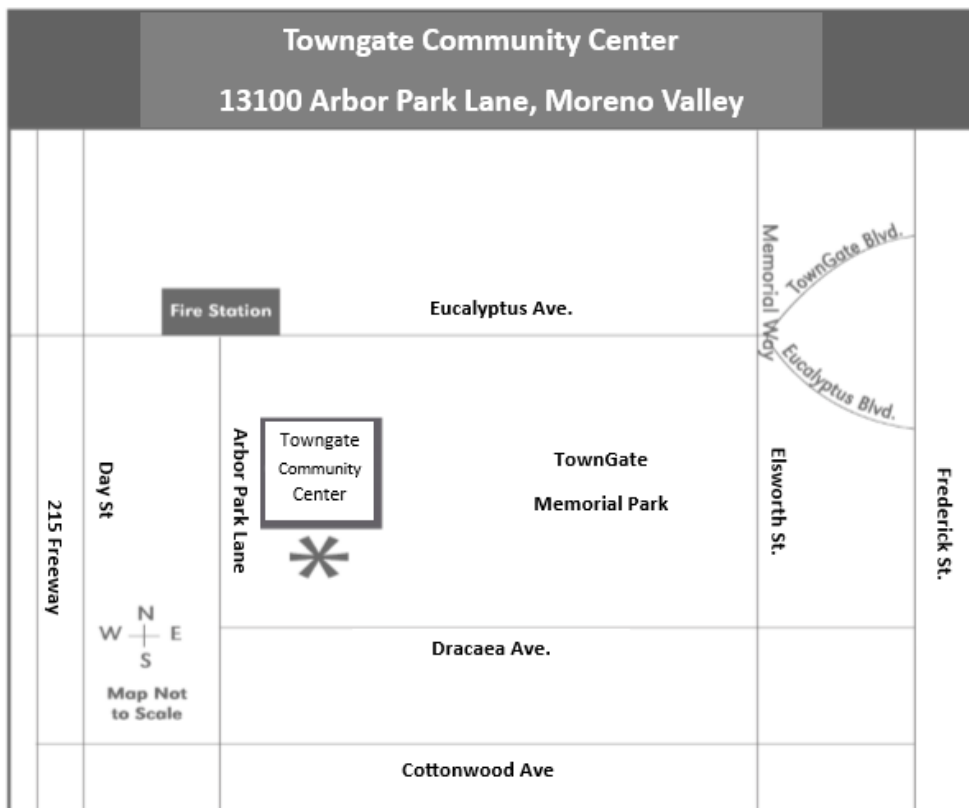 Towngate Community Center
13100 Arbor Park Lane, Moreno Valley
Memorial Way
TownGate Blvd.
Fire Station
Eucalyptus Ave.
Eucalyptus Blvd.
Towngate
Community
Center
Arbor Park Lane
TownGate
Memorial Park
Day St
215 Freeway
Elsworth St.
Frederick St.
N
W E
S
Map Not
to Scale
Dracaea Ave.
Cottonwood Ave